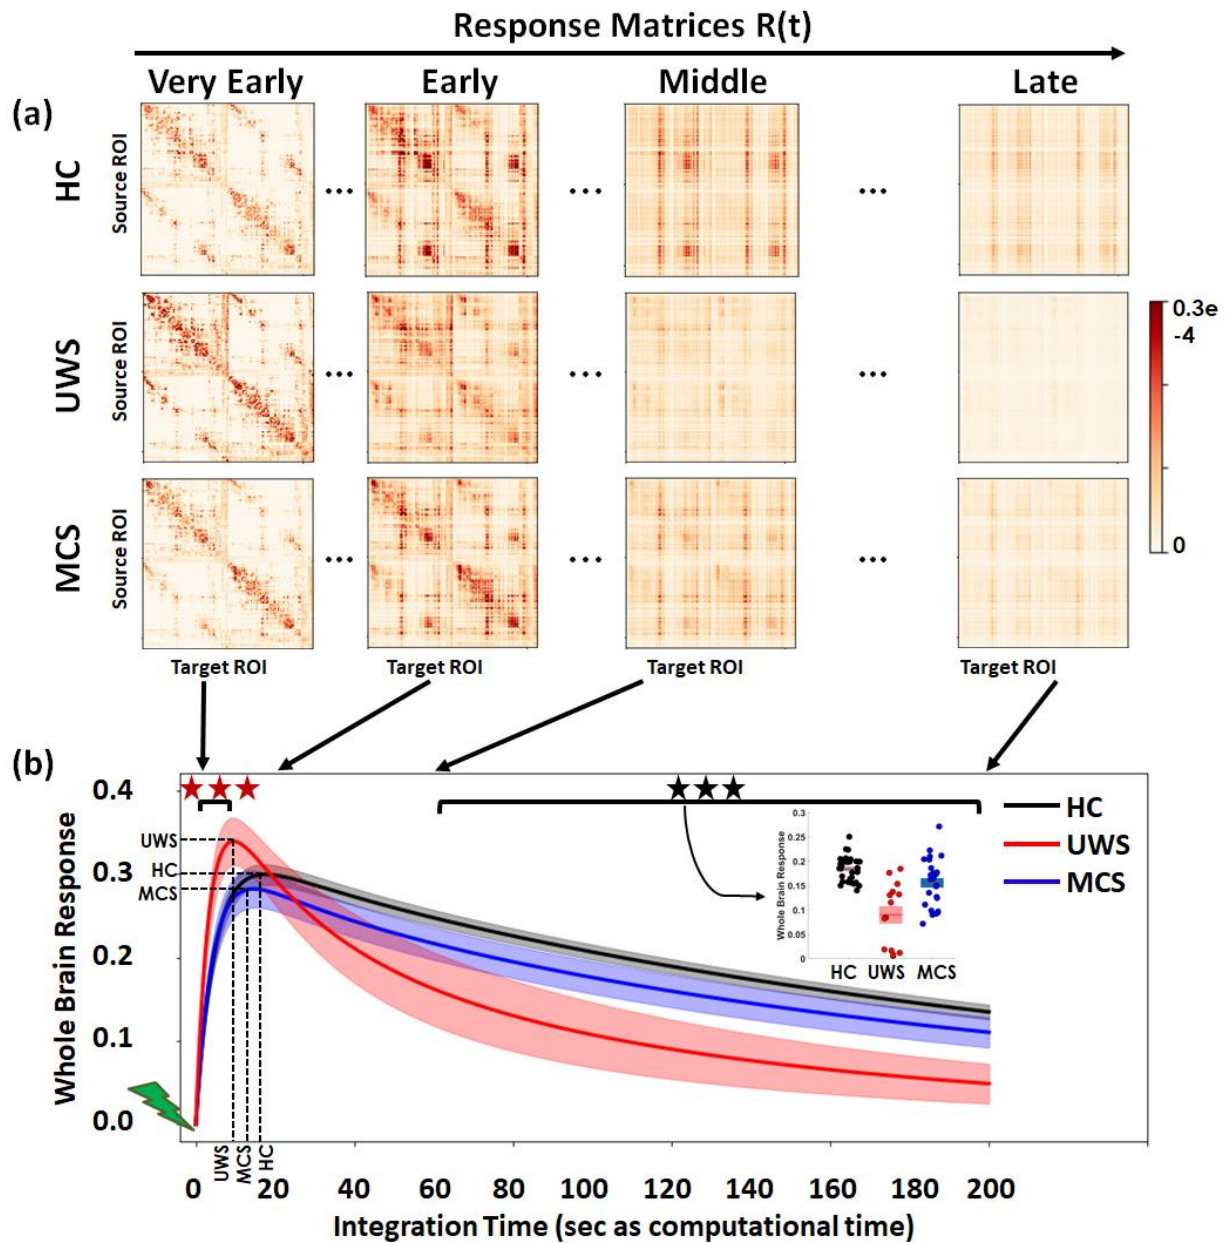 Response Matrices R(t)
Very Early Early Middle Late
(a)
HC
Source ROI
0.3e
-4
0
UWS
Source ROI
MCS
Source ROI
Target ROI Target ROI Target ROI Target ROI
(b)
Whole Brain Response
0.4
0.3
0.2
0.1
0.0
UWS
HC
MCS
HC
UWS
MCS
Whole Brain Response
0.3
0.25
0.2
0.15
0.1
0.05
0
HC UWS MCS
UWS MCS HC
0 20 40 60 80 100 120 140 160 180 200
Integration Time (sec as computational time)